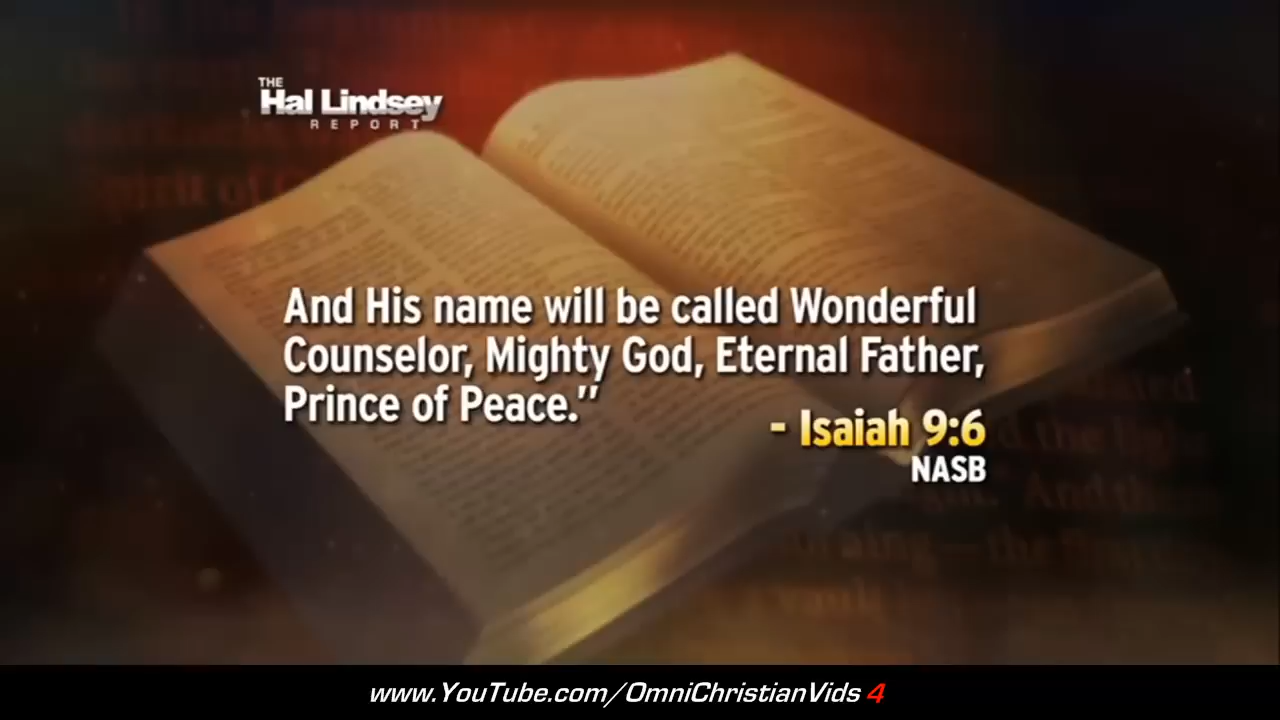 THE
Hal Lindsey
REPORT
And His name will be called Wonderful
Counselor, Mighty God, Eternal Father,
Prince of Peace.”
- Isaiah 9:6
NASB
www.YouTube.com/OmniChristianVids 4